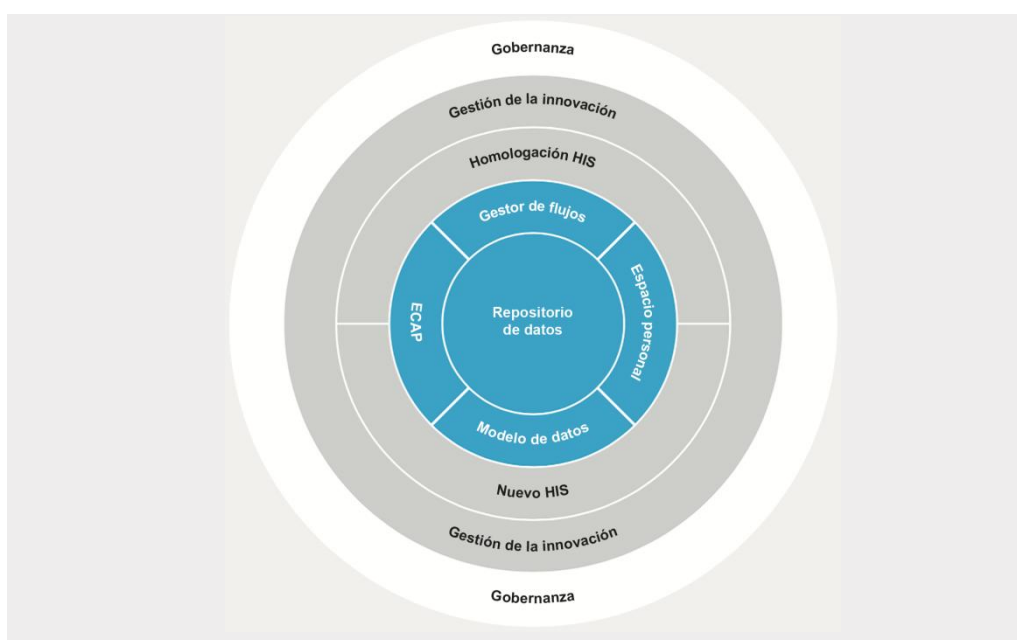 Gobernanza
Gestión de la innovación
Homologación HIS
Gestor de flujos
ECAP
Repositorio
de datos
Espacio personal
Modelo de datos
Nuevo HIS
Gestión de la innovación
Gobernanza